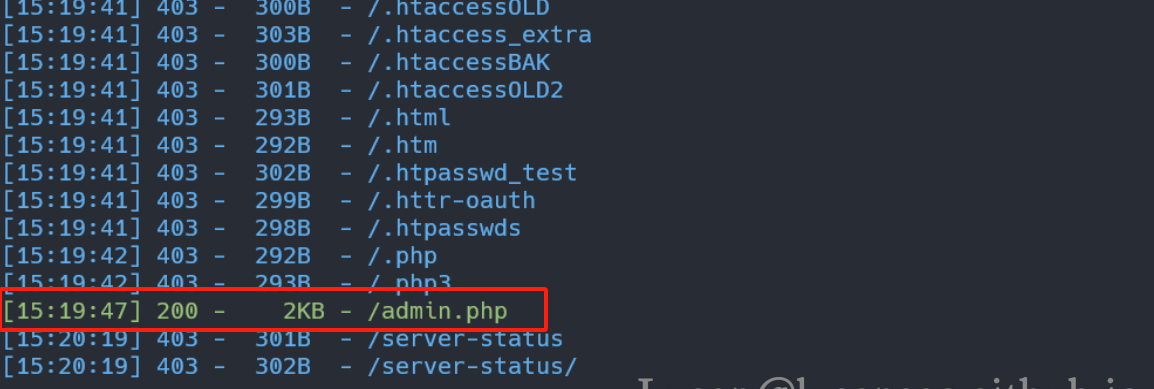 [15:19:41] 403 -  300B  - /.htaccessOLD
[15:19:41] 403 -  303B  - /.htaccess_extra
[15:19:41] 403 -  300B  - /.htaccessBAK
[15:19:41] 403 -  301B  - /.htaccessOLD2
[15:19:41] 403 -  293B  - /.html
[15:19:41] 403 -  292B  - /.htm
[15:19:41] 403 -  302B  - /.htpasswd_test
[15:19:41] 403 -  299B  - /.httr-oauth
[15:19:41] 403 -  298B  - /.htpasswds
[15:19:42] 403 -  292B  - /.php
[15:19:42] 403 -  293B  - /.php3
[15:19:47] 200 -    2KB - /admin.php
[15:20:19] 403 -  301B  - /server-status
[15:20:19] 403 -  302B  - /server-status/